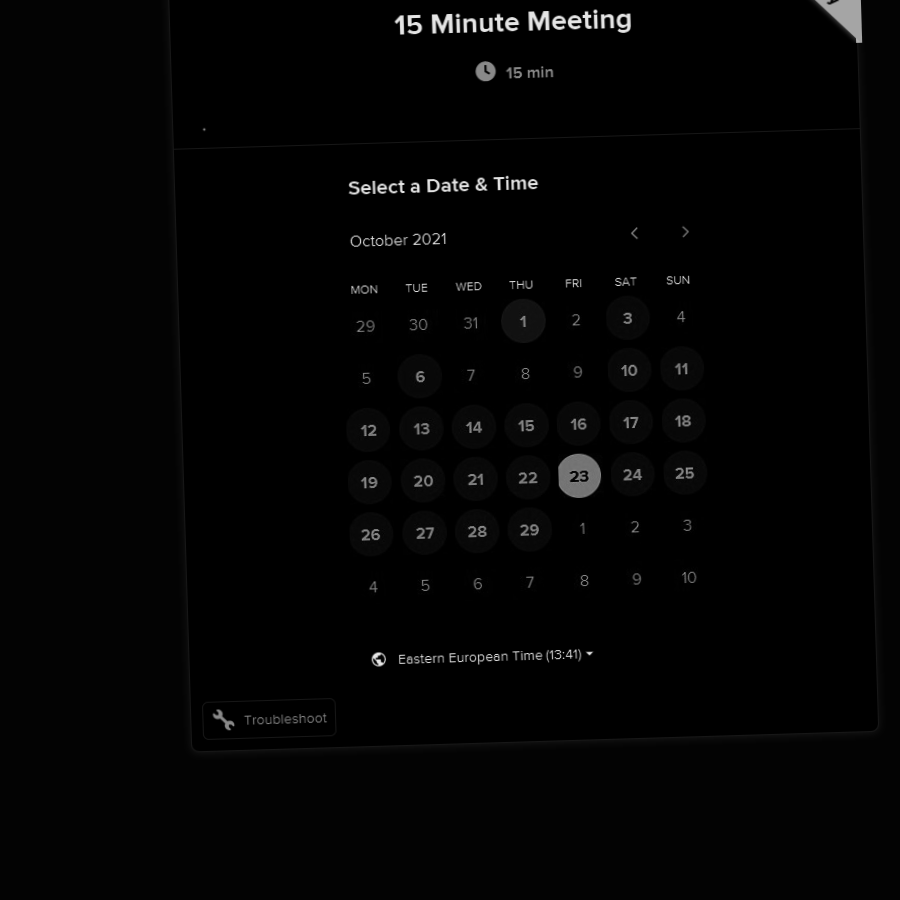 15 Minute Meeting
15 min
Select a Date & Time
October 2021
MON TUE WED THU FRI SAT SUN
29 30 31 1 2 3 4
5 6 7 8 9 10 11
12 13 14 15 16 17 18
19 20 21 22 23 24 25
26 27 28 29 1 2 3
4 5 6 7 8 9 10
Eastern European Time (13:41)
Troubleshoot